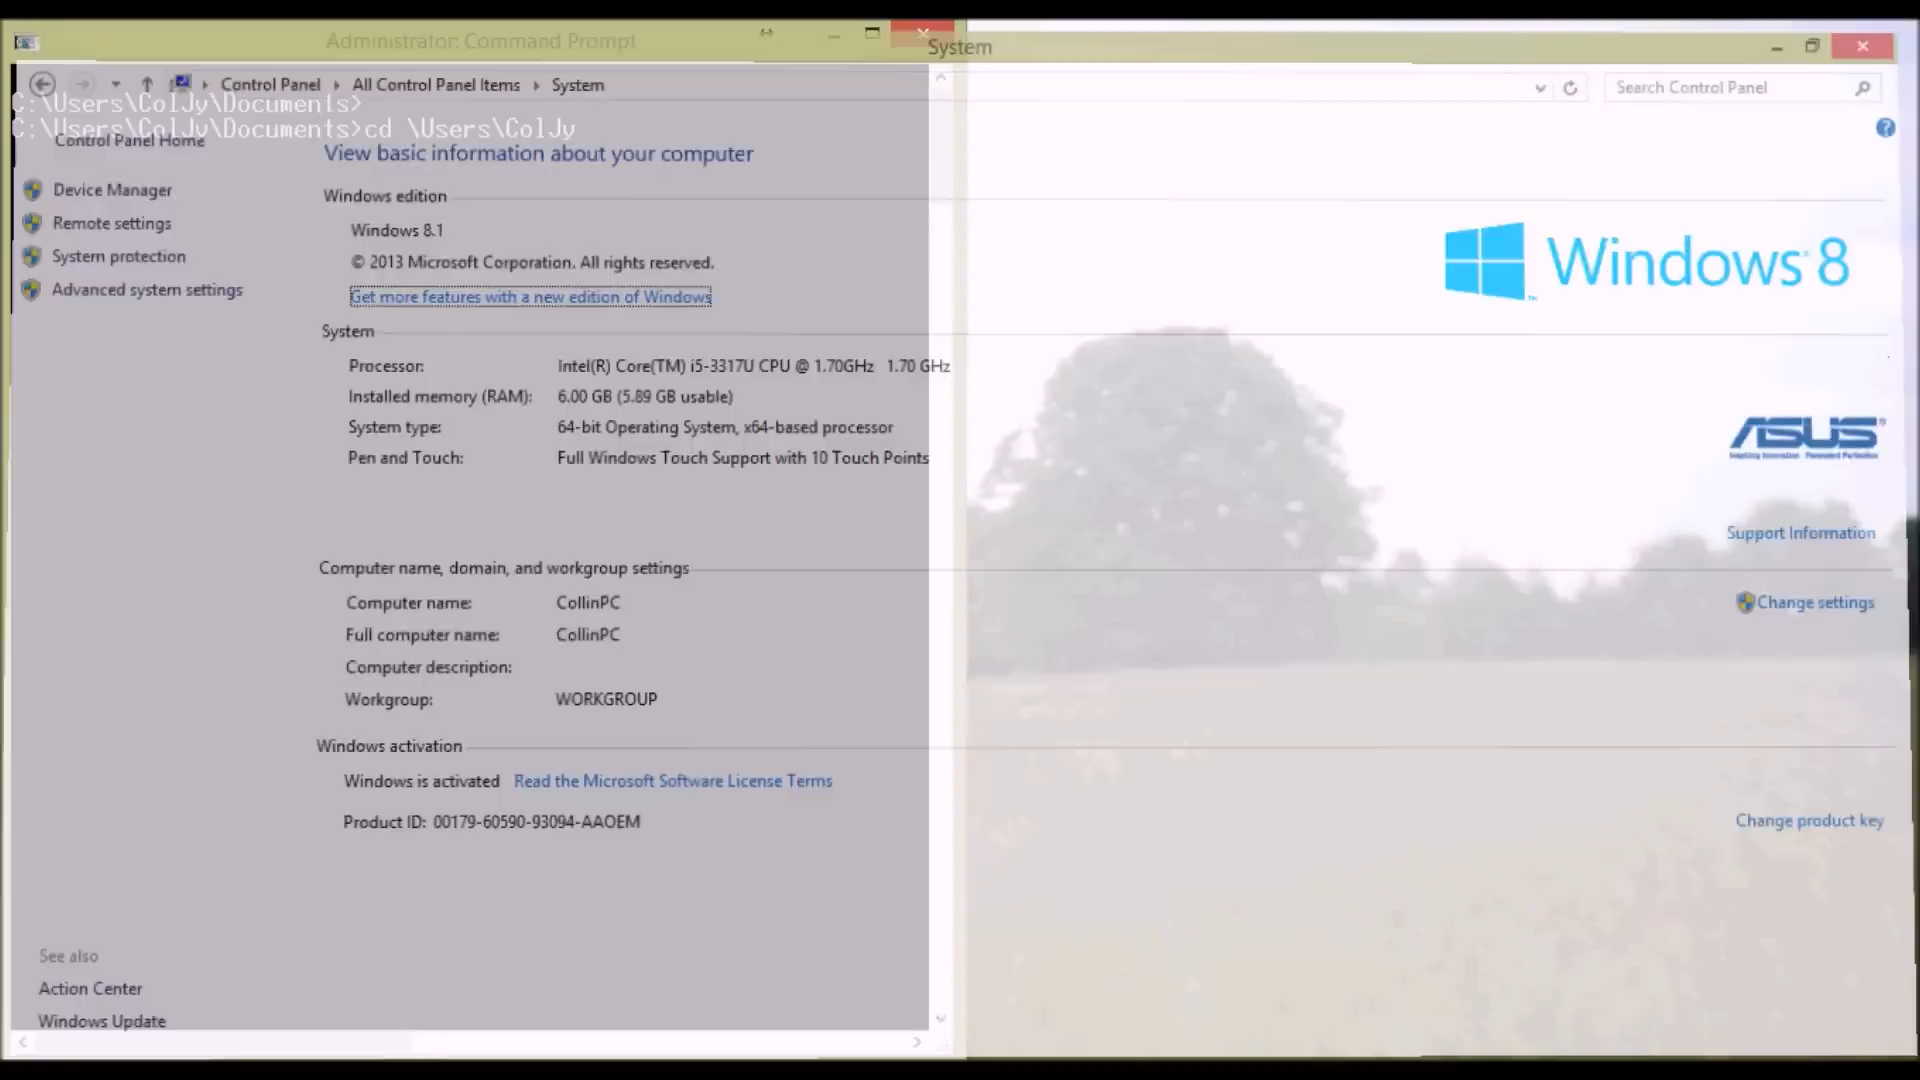 Administrator: Command Prompt
System
Control Panel
All Control Panel Items
System
Search Control Panel
C:\Users\ColJy\Documents>
C:\Users\ColJy\Documents>cd \Users\ColJy
Control Panel Home
View basic information about your computer
Device Manager
Remote settings
System protection
Advanced system settings
Windows edition
Windows 8.1
© 2013 Microsoft Corporation. All rights reserved.
Get more features with a new edition of Windows
Windows 8
System
Processor: Intel(R) Core(TM) i5-3317U CPU @ 1.70GHz 1.70 GHz
Installed memory (RAM): 6.00 GB (5.89 GB usable)
System type: 64-bit Operating System, x64-based processor
Pen and Touch: Full Windows Touch Support with 10 Touch Points
ASUS
Support Information
Computer name, domain, and workgroup settings
Computer name: CollinPC
Change settings
Full computer name: CollinPC
Computer description:
Workgroup: WORKGROUP
Windows activation
Windows is activated Read the Microsoft Software License Terms
Product ID: 00179-60590-93094-AAOEM
Change product key
See also
Action Center
Windows Update